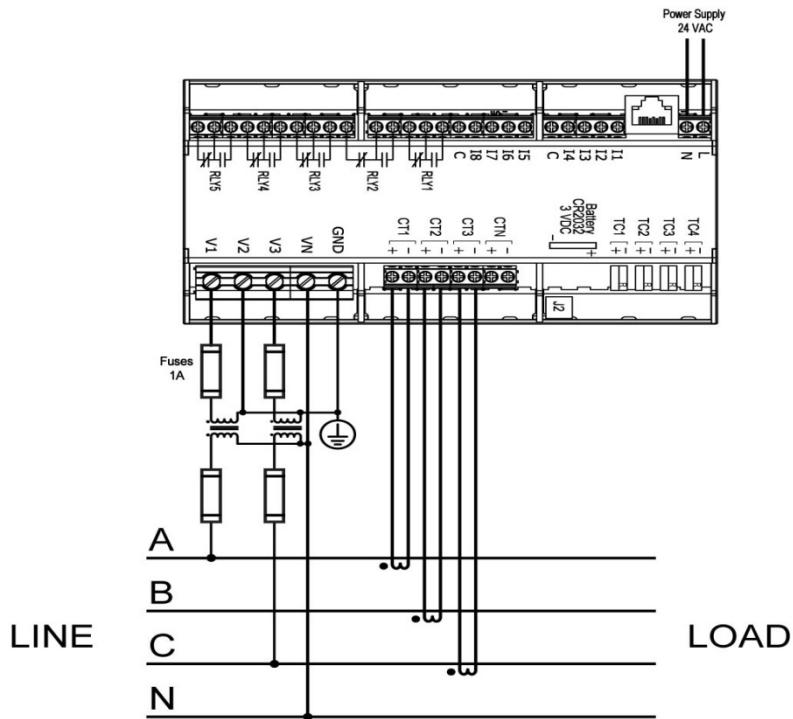 Power Supply
24 VAC
RLY5
RLY4
RLY3
RLY2
RLY1
C
I8
I7
I6
I5
C
I4
I3
I2
I1
N
L
V1
V2
V3
VN
GND
CT1
+ -
CT2
+ -
CT3
+ -
CTN
+ -
Battery
CR2032
3 VDC
- +
TC1
+ -
TC2
+ -
TC3
+ -
TC4
+ -
J2
Fuses
1A
A
B
LINE
C
LOAD
N